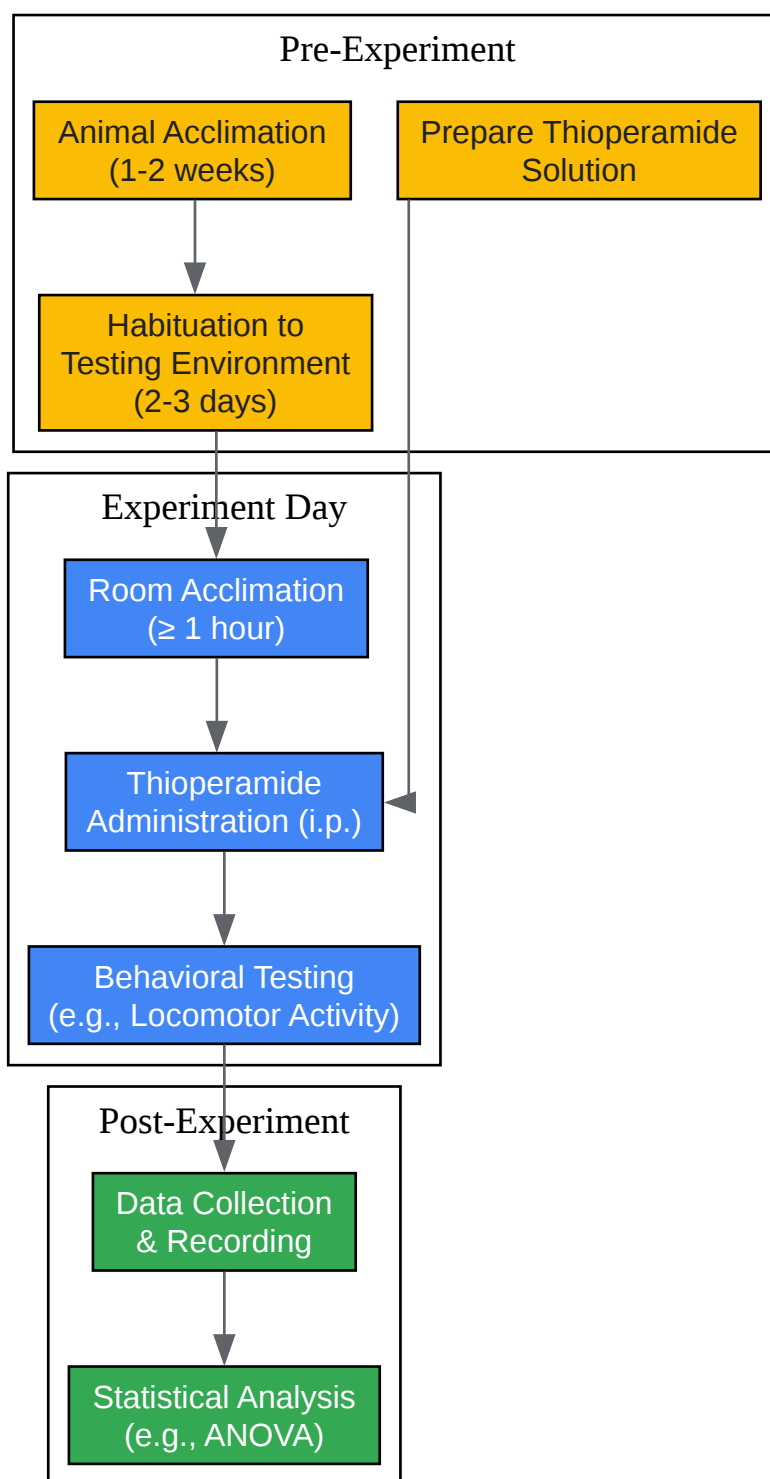 Pre-Experiment
Animal Acclimation
(1-2 weeks)
Prepare Thioperamide
Solution
Habituation to
Testing Environment
(2-3 days)
Experiment Day
Room Acclimation
(≥ 1 hour)
Thioperamide
Administration (i.p.)
Behavioral Testing
(e.g., Locomotor Activity)
Post-Experiment
Data Collection
& Recording
Statistical Analysis
(e.g., ANOVA)